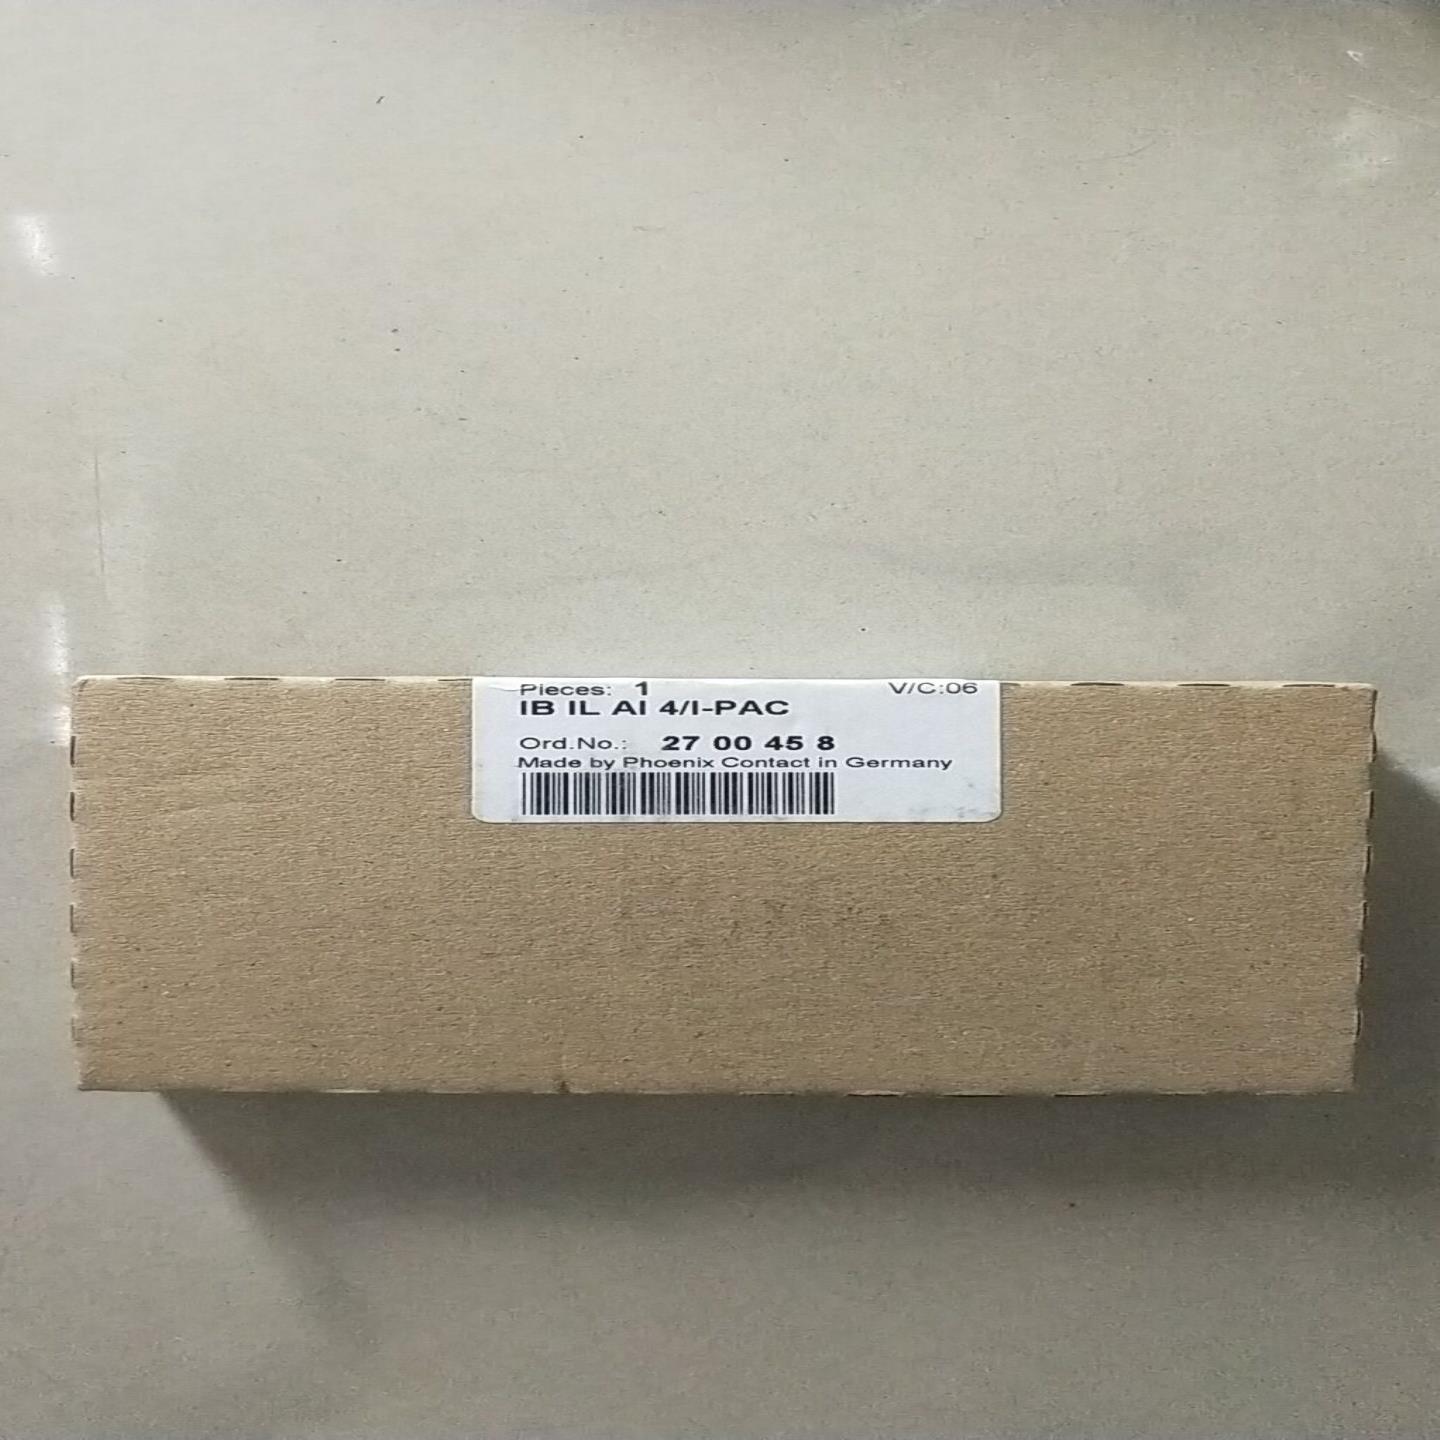 Pieces: 1 V/C:06
IB IL AI 4/I-PAC
Ord.No.: 27 00 45 8
Made by Phoenix Contact in Germany